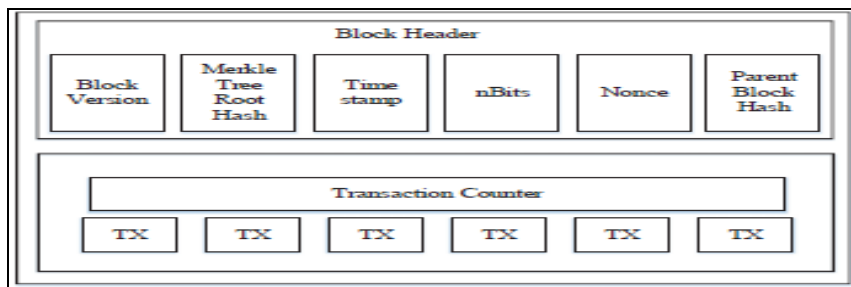 Block Header
Block
Version
Merkle
Tree
Root
Hash
Time
stamp
nBits
Nonce
Parent
Block
Hash
Transaction Counter
TX TX TX TX TX TX